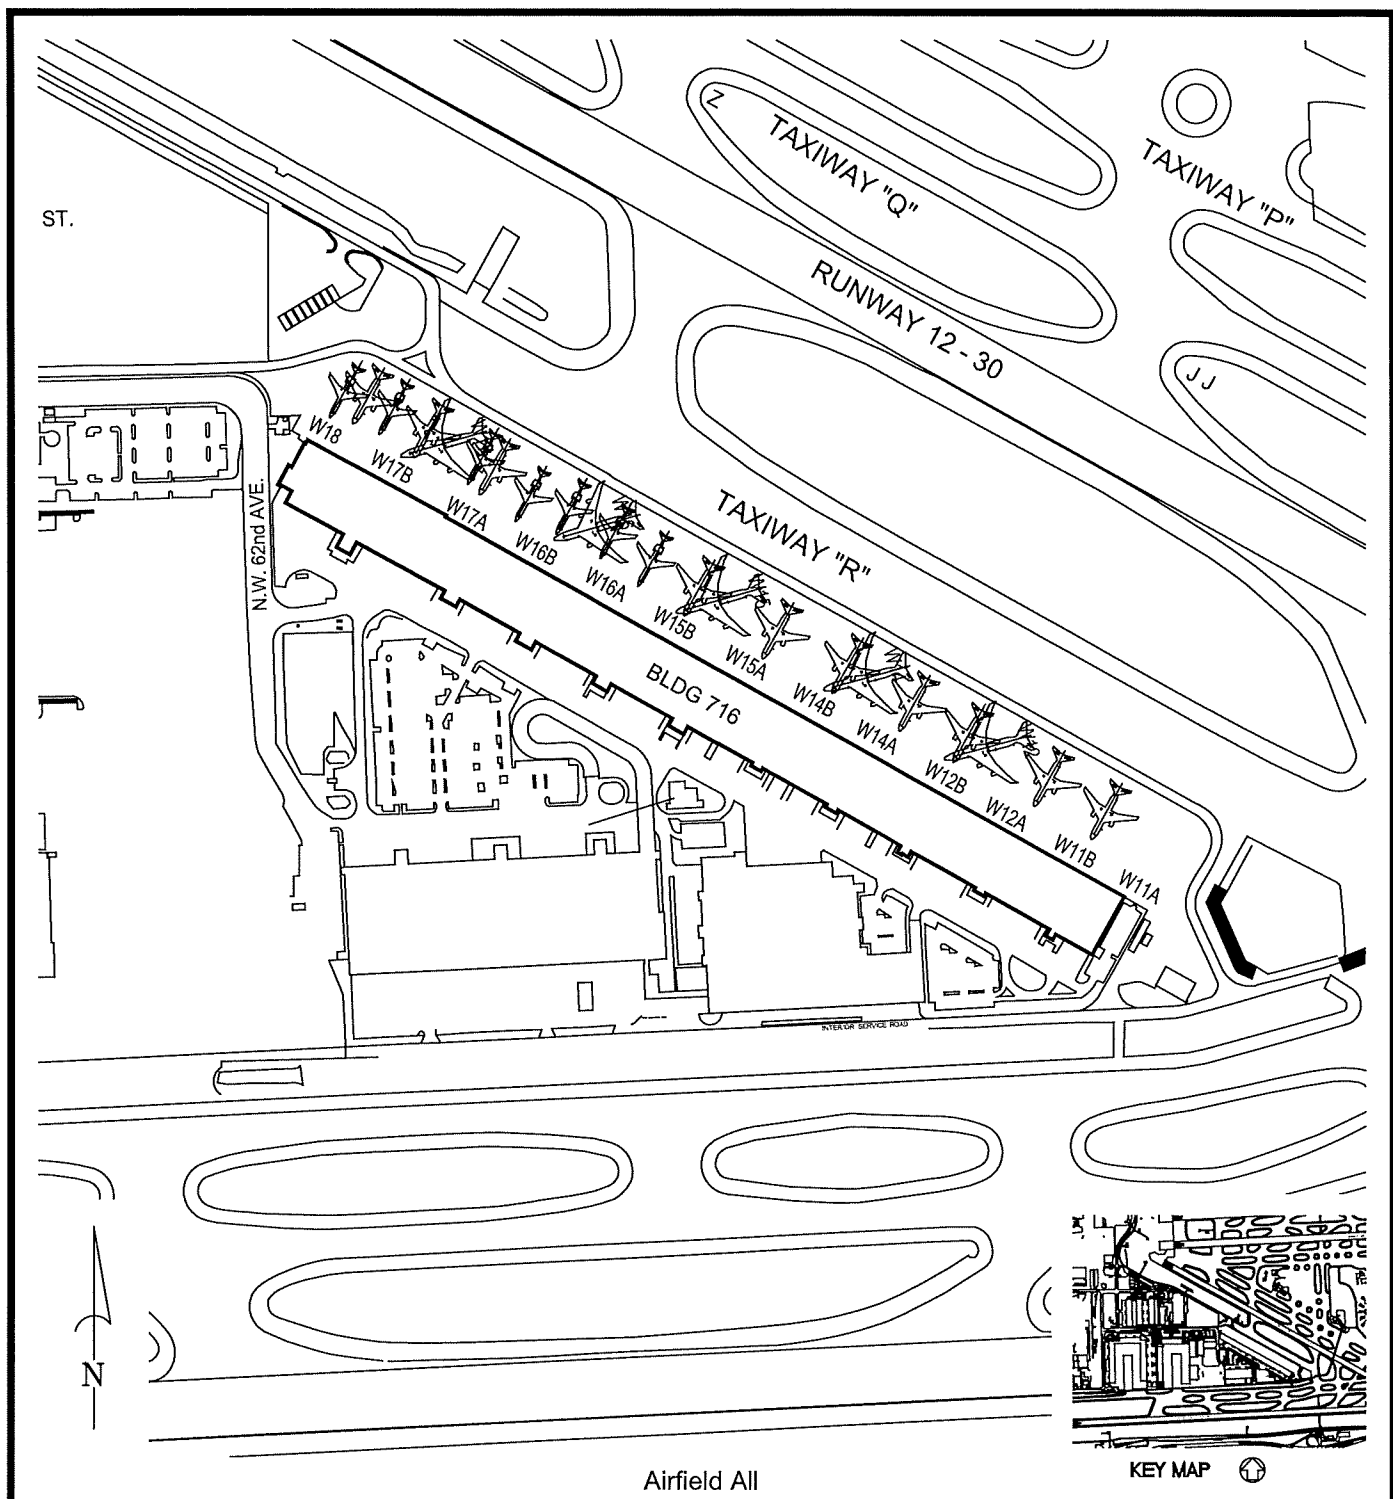 Z
TAXIWAY "Q"
TAXIWAY "P"
ST.
RUNWAY 12 - 30
J J
W18
W17B
W17A
W16B
W16A
W15B
W15A
W14B
W14A
W12B
W12A
W11B
W11A
TAXIWAY "R"
N.W. 62nd AVE.
BLDG 716
INTERIOR SERVICE ROAD
N
KEY MAP
Airfield All